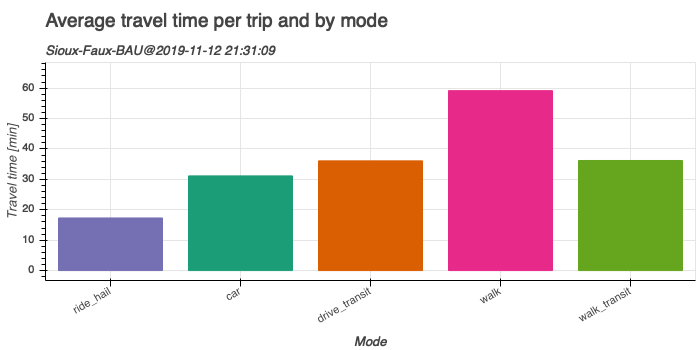 Average travel time per trip and by mode
Sioux-Faux-BAU@2019-11-12 21:31:09
Travel time [min]
60
50
40
30
20
10
0
ride_hail
car
drive_transit
walk
walk_transit
Mode